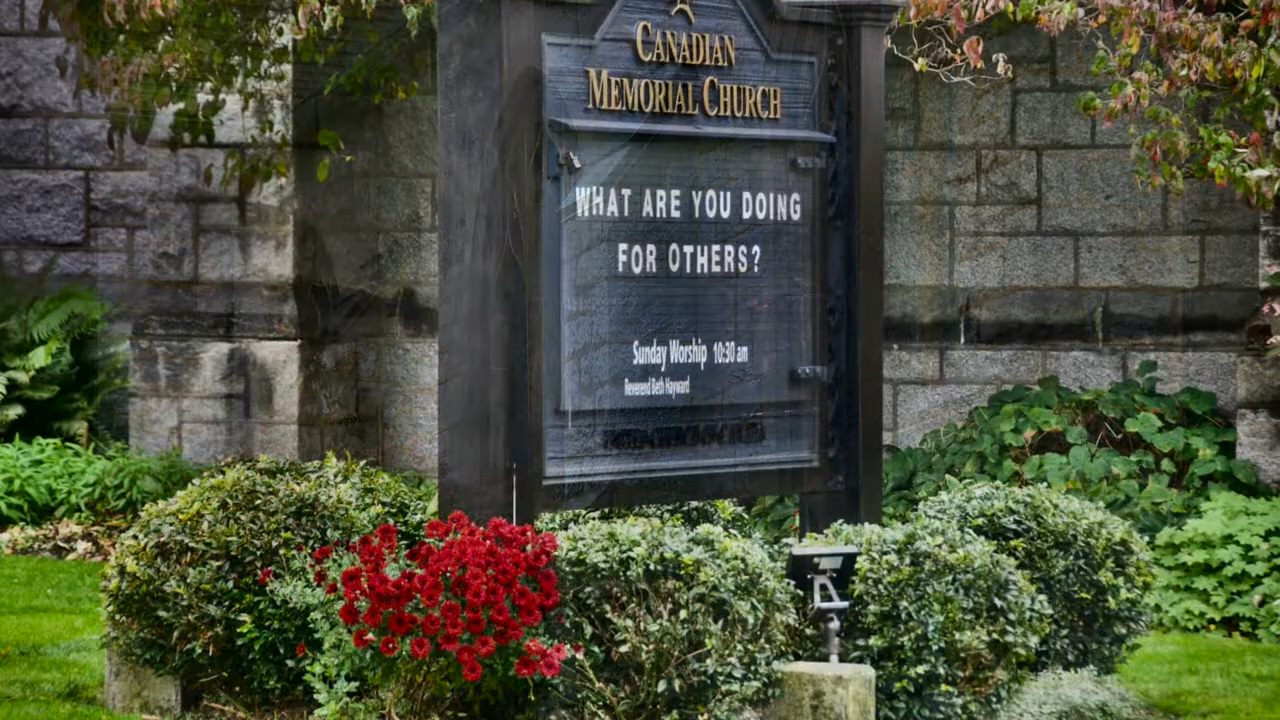 CANADIAN
MEMORIAL CHURCH
WHAT ARE YOU DOING
FOR OTHERS?
Sunday Worship 10:30 am
Reverend Beth Hayward